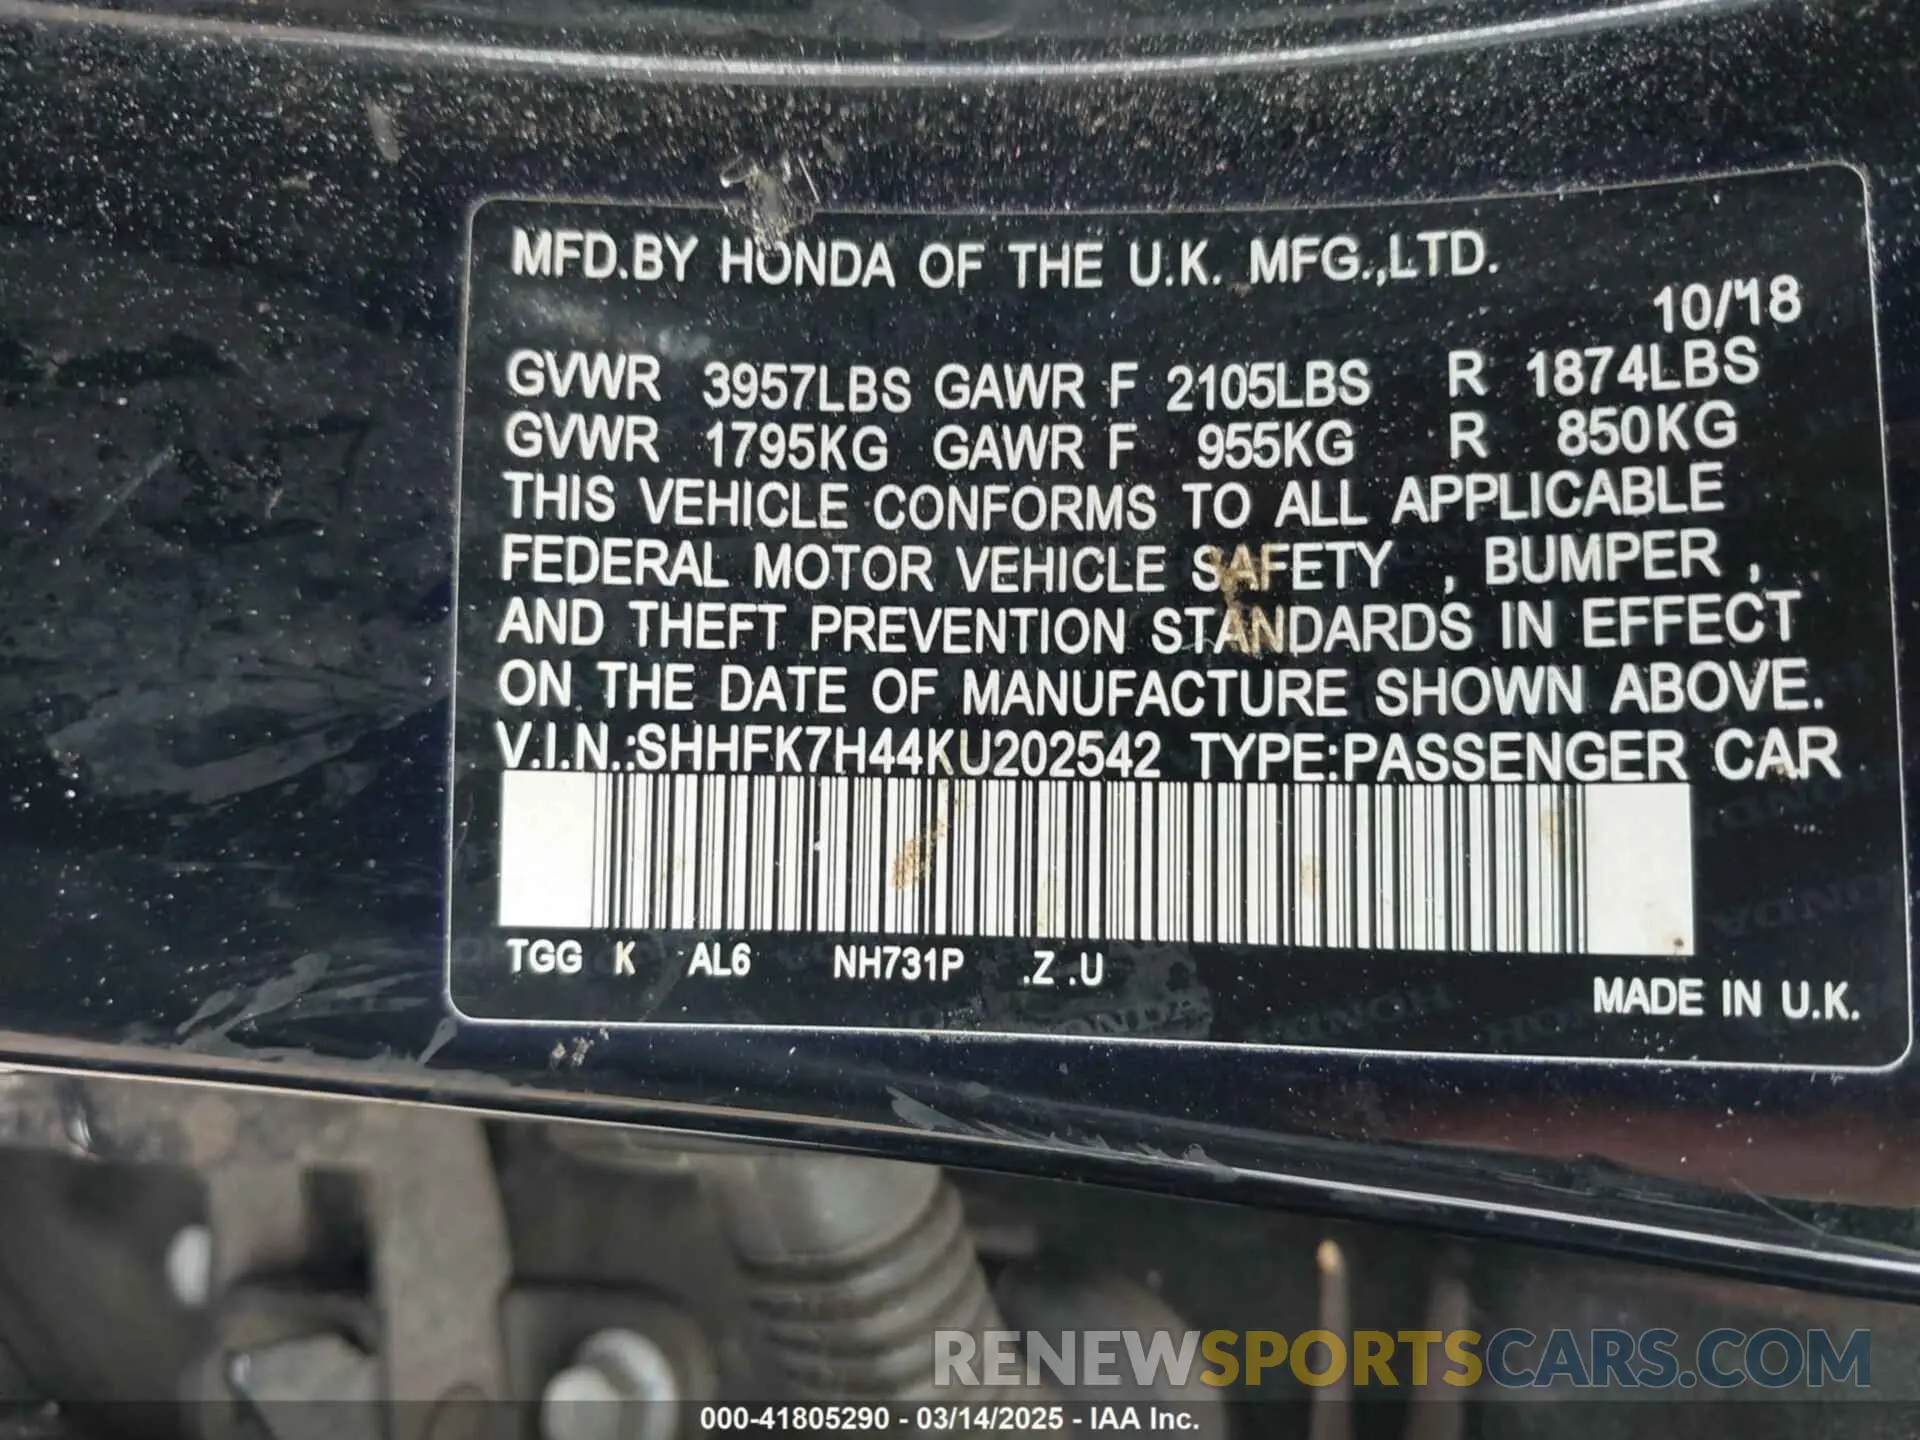 MFD.BY HONDA OF THE U.K. MFG.,LTD.
10/'18
GVWR 3957LBS GAWR F 2105LBS R 1874LBS
GVWR 1795KG GAWR F 955KG R 850KG
THIS VEHICLE CONFORMS TO ALL APPLICABLE
FEDERAL MOTOR VEHICLE SAFETY , BUMPER ,
AND THEFT PREVENTION STANDARDS IN EFFECT
ON THE DATE OF MANUFACTURE SHOWN ABOVE.
V.I.N.:SHHFK7H44KU202542 TYPE:PASSENGER CAR
TGG K AL6 NH731P .Z .U
MADE IN U.K.
RENEWSPORTSCARS.COM
000-41805290 - 03/14/2025 - IAA Inc.